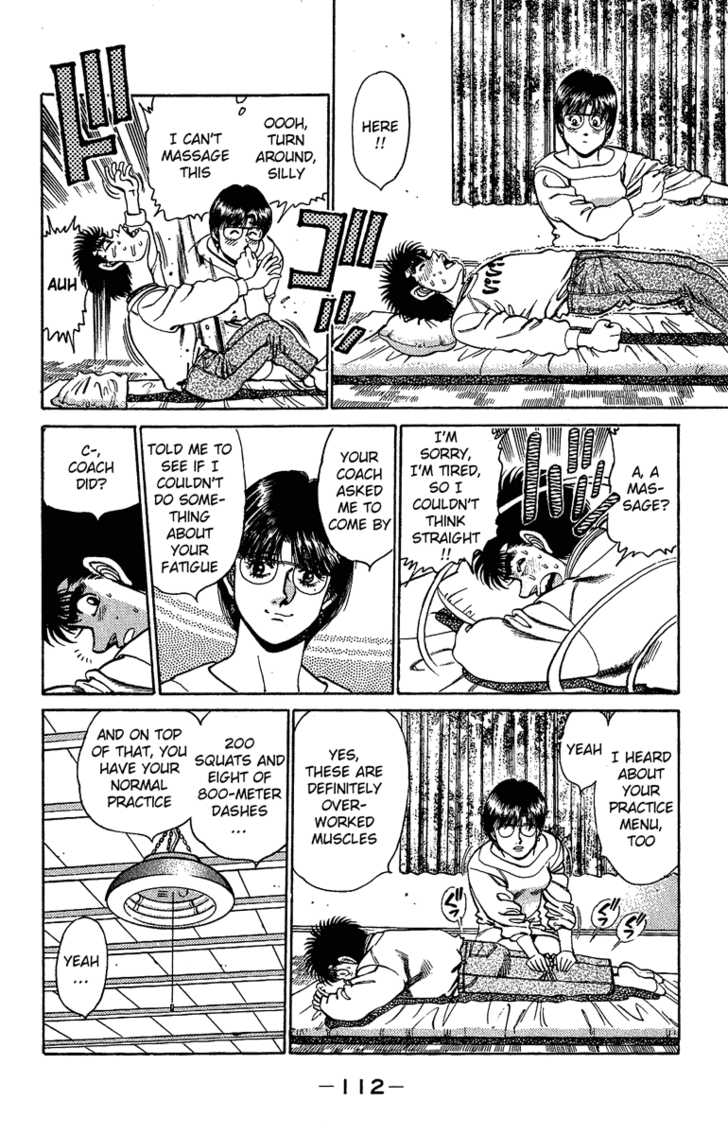 HERE
!!
ViVi
OOOH,
TURN
AROUND,
SILLY
I CAN'T
MASSAGE
THIS
AUH
A, A
MAS-
SAGE?
I'M
SORRY,
I'M TIRED,
SO I
COULDN'T
THINK
STRAIGHT
!!
YOUR
COACH
ASKED
ME TO
COME BY
TOLD ME TO
SEE IF I
COULDN'T
DO SOME-
THING
ABOUT
YOUR
FATIGUE
C-,
COACH
DID?
I HEARD
ABOUT
YOUR
PRACTICE
MENU,
TOO
YEAH
YES,
THESE ARE
DEFINITELY
OVER-
WORKED
MUSCLES
200
SQUATS AND
EIGHT OF
800-METER
DASHES
...
AND ON TOP
OF THAT, YOU
HAVE YOUR
NORMAL
PRACTICE
YEAH
...
—112—